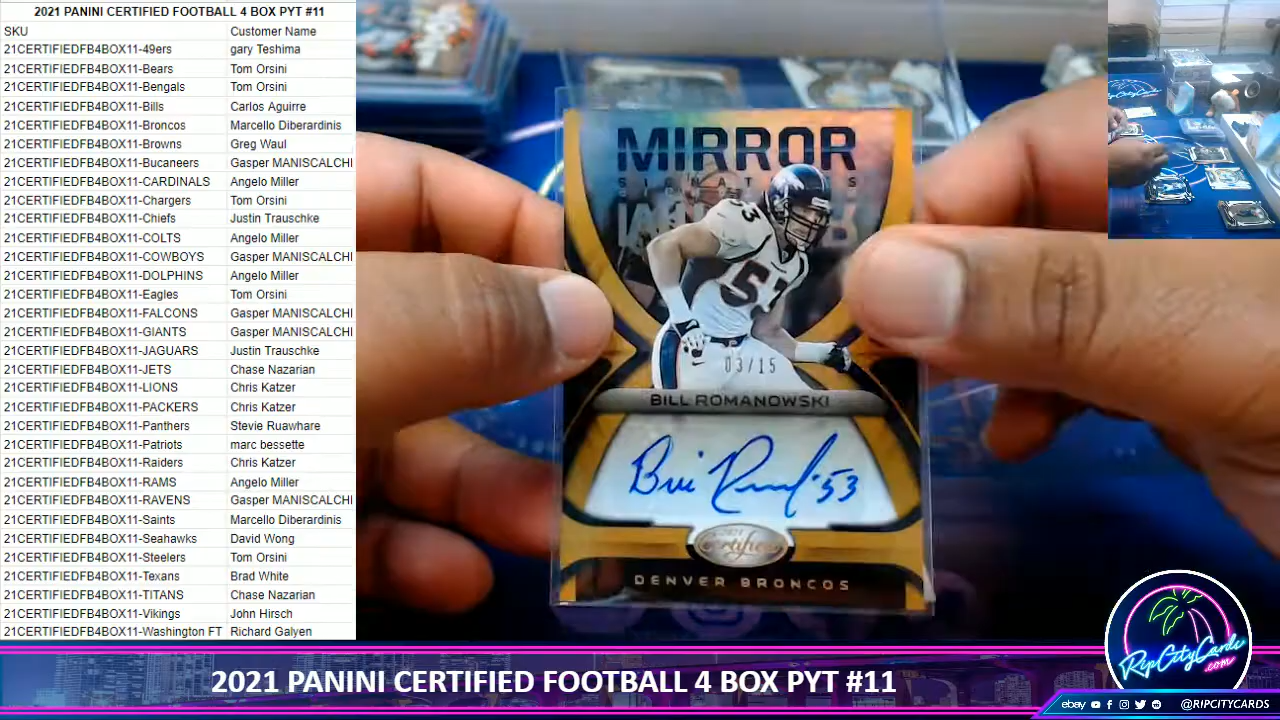 2021 PANINI CERTIFIED FOOTBALL 4 BOX PYT #11
SKU Customer Name
21CERTIFIEDFB4BOX11-49ers gary Teshima
21CERTIFIEDFB4BOX11-Bears Tom Orsini
21CERTIFIEDFB4BOX11-Bengals Tom Orsini
21CERTIFIEDFB4BOX11-Bills Carlos Aguirre
21CERTIFIEDFB4BOX11-Broncos Marcello Diberardinis
21CERTIFIEDFB4BOX11-Browns Greg Waul
21CERTIFIEDFB4BOX11-Bucaneers Gasper MANISCALCHI
21CERTIFIEDFB4BOX11-CARDINALS Angelo Miller
21CERTIFIEDFB4BOX11-Chargers Tom Orsini
21CERTIFIEDFB4BOX11-Chiefs Justin Trauschke
21CERTIFIEDFB4BOX11-COLTS Angelo Miller
21CERTIFIEDFB4BOX11-COWBOYS Gasper MANISCALCHI
21CERTIFIEDFB4BOX11-DOLPHINS Angelo Miller
21CERTIFIEDFB4BOX11-Eagles Tom Orsini
21CERTIFIEDFB4BOX11-FALCONS Gasper MANISCALCHI
21CERTIFIEDFB4BOX11-GIANTS Gasper MANISCALCHI
21CERTIFIEDFB4BOX11-JAGUARS Justin Trauschke
21CERTIFIEDFB4BOX11-JETS Chase Nazarian
21CERTIFIEDFB4BOX11-LIONS Chris Katzer
21CERTIFIEDFB4BOX11-PACKERS Chris Katzer
21CERTIFIEDFB4BOX11-Panthers Stevie Ruawhare
21CERTIFIEDFB4BOX11-Patriots marc bessette
21CERTIFIEDFB4BOX11-Raiders Chris Katzer
21CERTIFIEDFB4BOX11-RAMS Angelo Miller
21CERTIFIEDFB4BOX11-RAVENS Gasper MANISCALCHI
21CERTIFIEDFB4BOX11-Saints Marcello Diberardinis
21CERTIFIEDFB4BOX11-Seahawks David Wong
21CERTIFIEDFB4BOX11-Steelers Tom Orsini
21CERTIFIEDFB4BOX11-Texans Brad White
21CERTIFIEDFB4BOX11-TITANS Chase Nazarian
21CERTIFIEDFB4BOX11-Vikings John Hirsch
21CERTIFIEDFB4BOX11-Washington FT Richard Galyen
MIRROR
53
03/15
BILL ROMANOWSKI
53
2021
Certified
DENVER BRONCOS
RipCityCards
.com
2021 PANINI CERTIFIED FOOTBALL 4 BOX PYT #11
ebay @RIPCITYCARDS